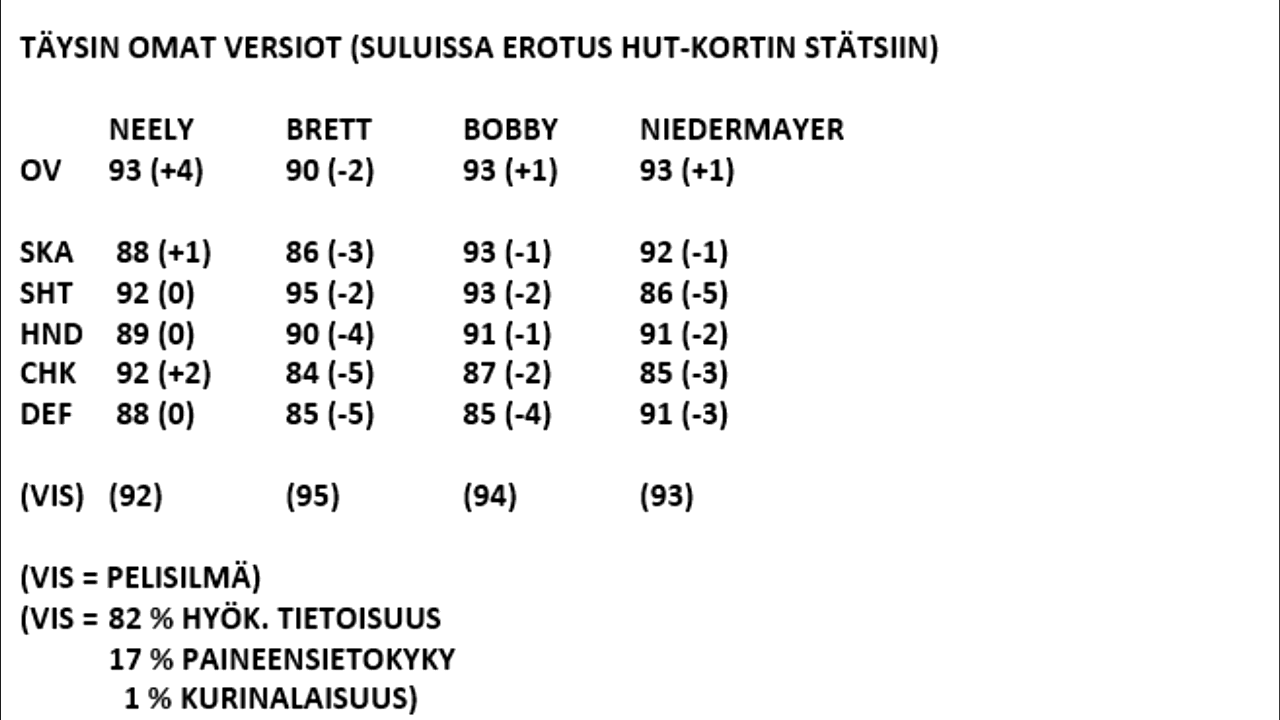 TÄYSIN OMAT VERSIOT (SULUISSA EROTUS HUT-KORTIN STÄTSIIN)
NEELY BRETT BOBBY NIEDERMAYER
OV 93 (+4) 90 (-2) 93 (+1) 93 (+1)
SKA 88 (+1) 86 (-3) 93 (-1) 92 (-1)
SHT 92 (0) 95 (-2) 93 (-2) 86 (-5)
HND 89 (0) 90 (-4) 91 (-1) 91 (-2)
CHK 92 (+2) 84 (-5) 87 (-2) 85 (-3)
DEF 88 (0) 85 (-5) 85 (-4) 91 (-3)
(VIS) (92) (95) (94) (93)
(VIS = PELISILMÄ)
(VIS = 82 % HYÖK. TIETOISUUS
17 % PAINEENSIETOKYKY
1 % KURINALAISUUS)